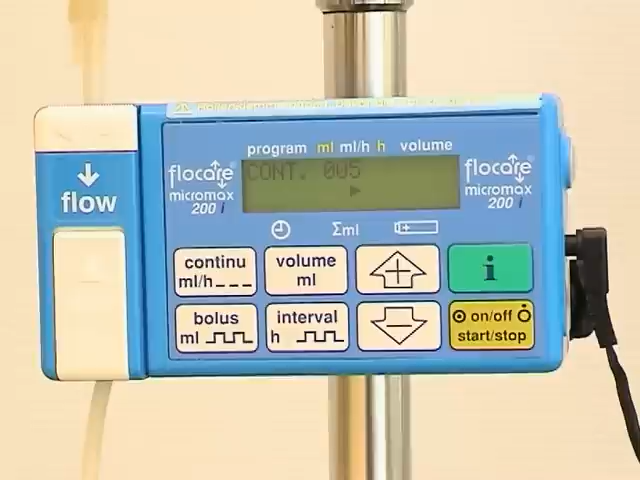 program ml ml/h h volume
flocare®
micromax
200 i
CONT. 005
flocare®
micromax
200 i
flow
Σml
continu
ml/h
volume
ml
i
bolus
ml
interval
h
on/off
start/stop